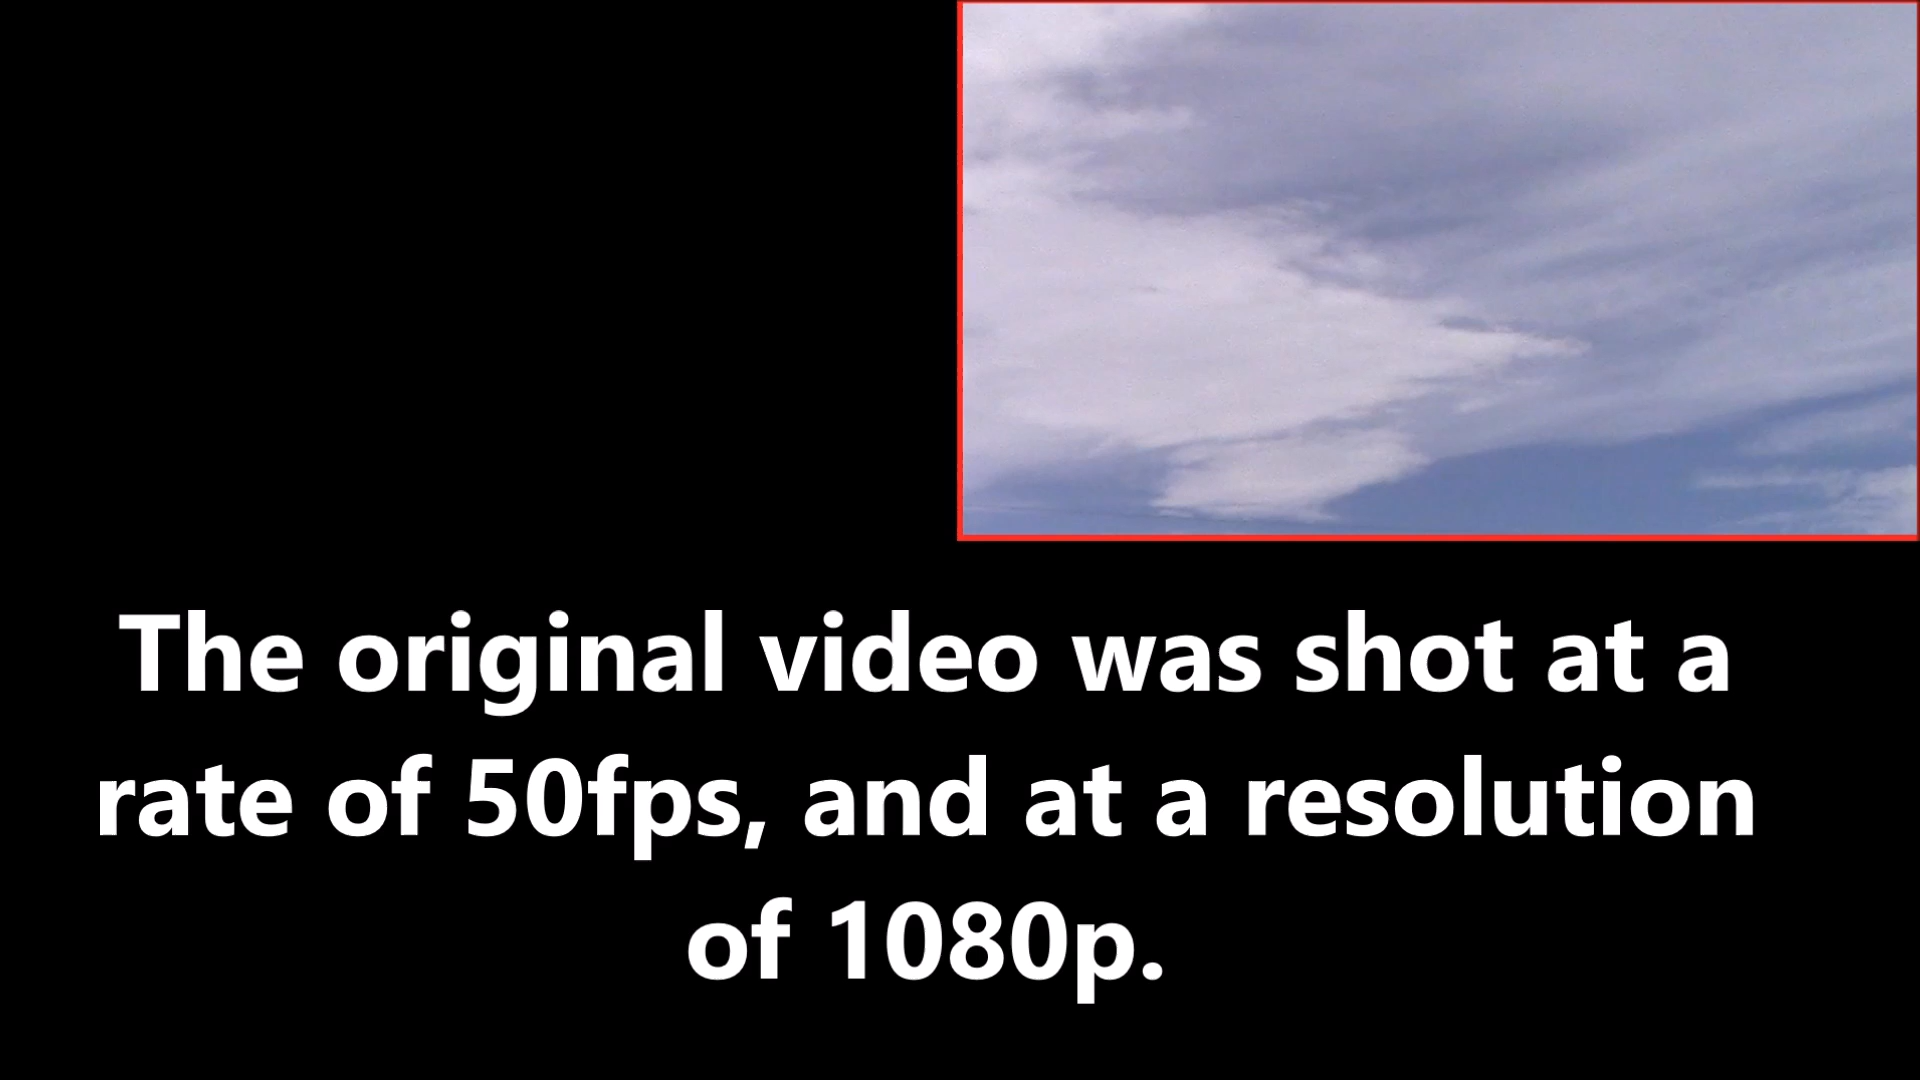 The original video was shot at a
rate of 50fps, and at a resolution
of 1080p.